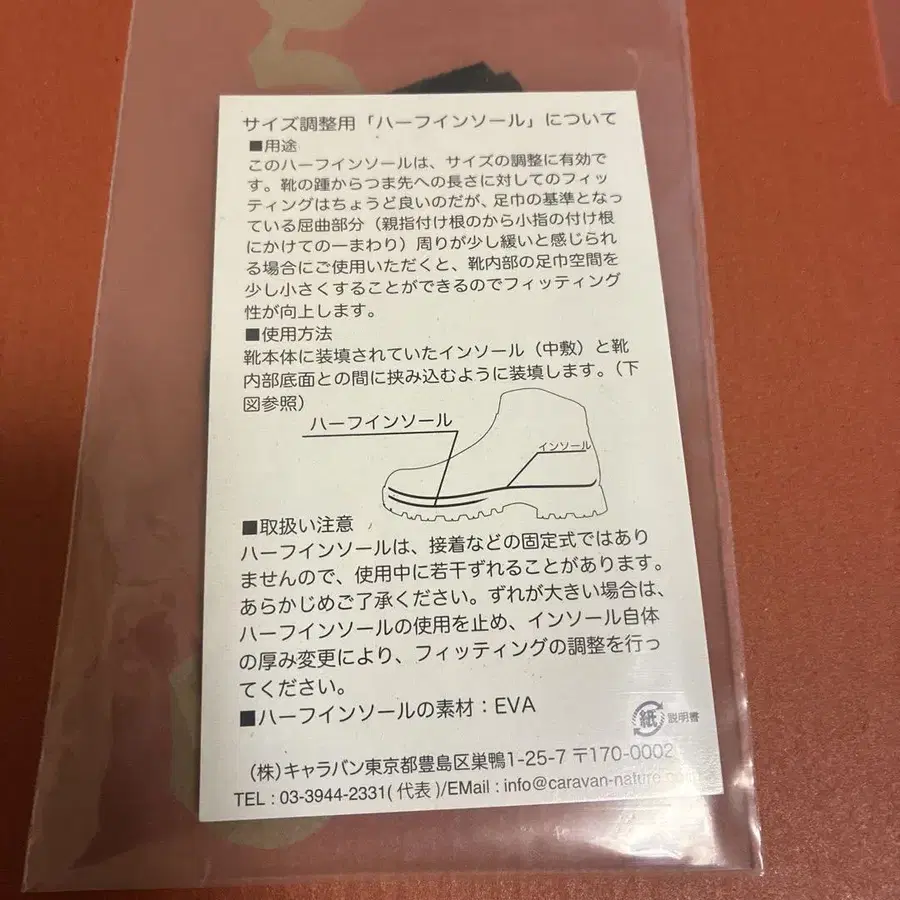 サイズ調整用「ハーフインソール」について
■用途
このハーフインソールは、サイズの調整に有効で
す。靴の踵からつま先への長さに対してのフィッ
ティングはちょうど良いのだが、足巾の基準となっ
ている屈曲部分（親指付け根のから小指の付け根
にかけての一まわり）周りが少し緩いと感じられ
る場合にご使用いただくと、靴内部の足巾空間を
少し小さくすることができるのでフィッティング
性が向上します。
■使用方法
靴本体に装填されていたインソール（中敷）と靴
内部底面との間に挟み込むように装填します。（下
図参照）
ハーフインソール
インソール
■取扱い注意
ハーフインソールは、接着などの固定式ではあり
ませんので、使用中に若干ずれることがあります。
あらかじめご了承ください。ずれが大きい場合は、
ハーフインソールの使用を止め、インソール自体
の厚み変更により、フィッティングの調整を行っ
てください。
■ハーフインソールの素材：EVA
紙 説明書
（株）キャラバン東京都豊島区巣鴨1-25-7 〒170-0002
TEL : 03-3944-2331( 代表 )/EMail : info@caravan-nature